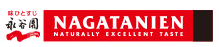 味ひとすじ
永谷園
NAGATANIEN
NATURALLY EXCELLENT TASTE